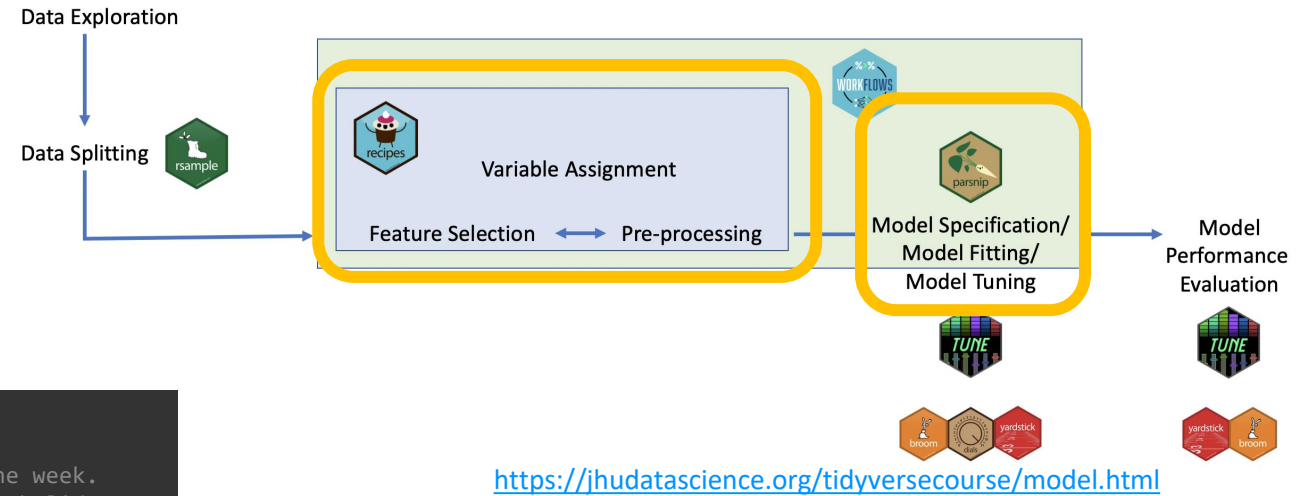 Data Exploration
WORKFLOWS
recipes
Data Splitting
rsample
Variable Assignment
parsnip
Feature Selection
Pre-processing
Model Specification/
Model Fitting/
Model Tuning
Model
Performance
Evaluation
TUNE
TUNE
broom
dials
yardstick
yardstick
broom
ne week.
https://jhudatascience.org/tidyversecourse/model.html